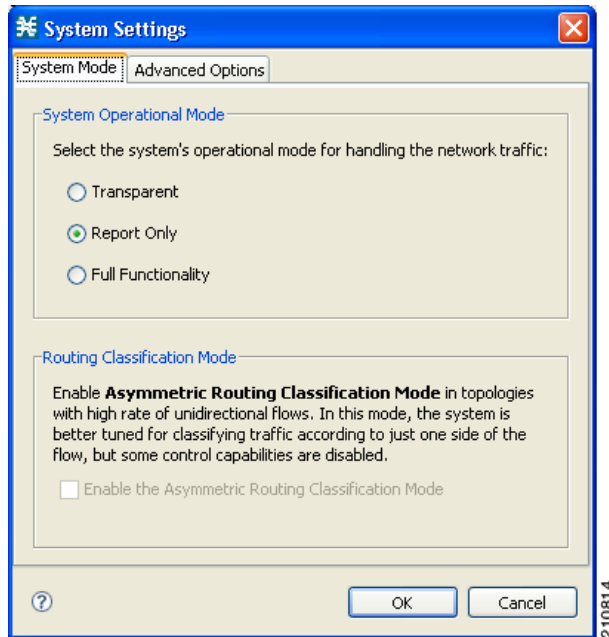 System Settings
System Mode
Advanced Options
System Operational Mode
Select the system's operational mode for handling the network traffic:
Transparent
Report Only
Full Functionality
Routing Classification Mode
Enable Asymmetric Routing Classification Mode in topologies
with high rate of unidirectional flows. In this mode, the system is
better tuned for classifying traffic according to just one side of the
flow, but some control capabilities are disabled.
Enable the Asymmetric Routing Classification Mode
?
OK
Cancel
210814